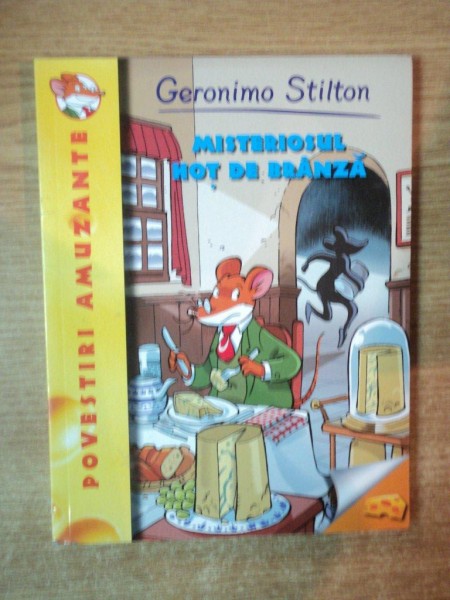 Geronimo Stilton
MISTERIOSUL
HOȚ DE BRÂNZĂ
POVESTIRI AMUZANTE